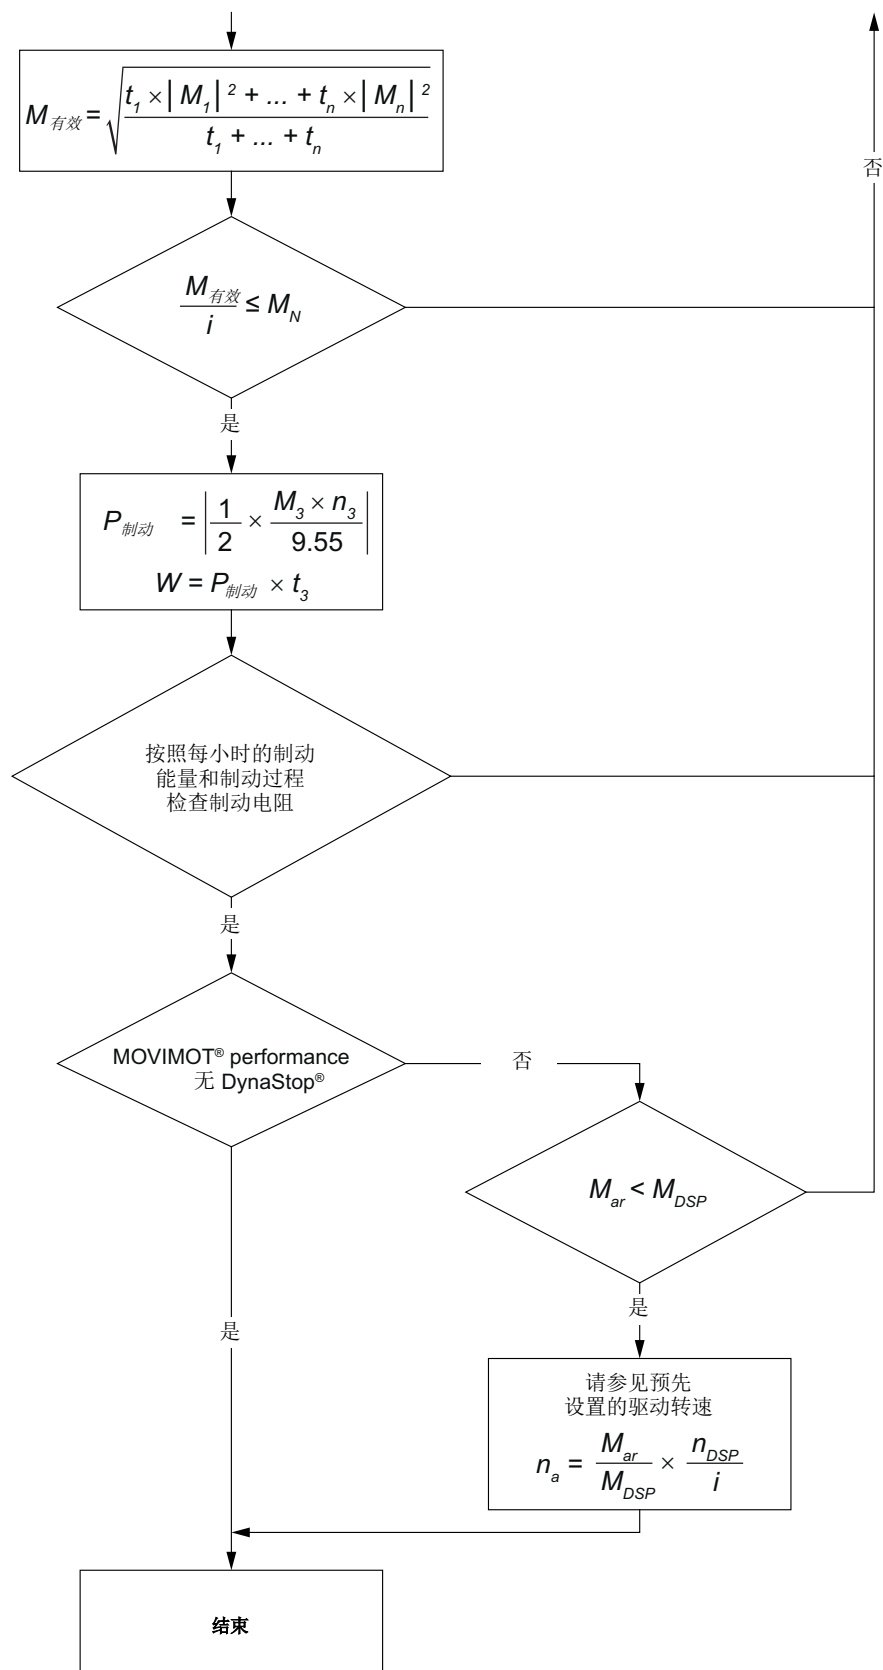 M有效 = √((t1 × |M1|² + ... + tn × |Mn|²) / (t1 + ... + tn))
否
M有效 / i ≤ MN
是
P制动 = |1/2 × (M3 × n3) / 9.55|
W = P制动 × t3
按照每小时的制动
能量和制动过程
检查制动电阻
是
MOVIMOT® performance
无 DynaStop®
否
Mar < MDSP
是
是
请参见预先
设置的驱动转速
na = Mar / MDSP × nDSP / i
结束